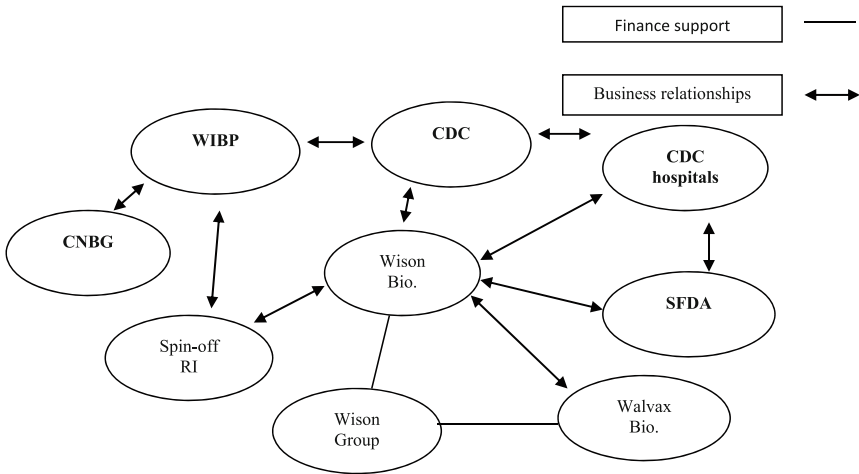 Finance support
Business relationships
WIBP
CDC
CDC
hospitals
CNBG
Wison
Bio.
SFDA
Spin-off
RI
Wison
Group
Walvax
Bio.